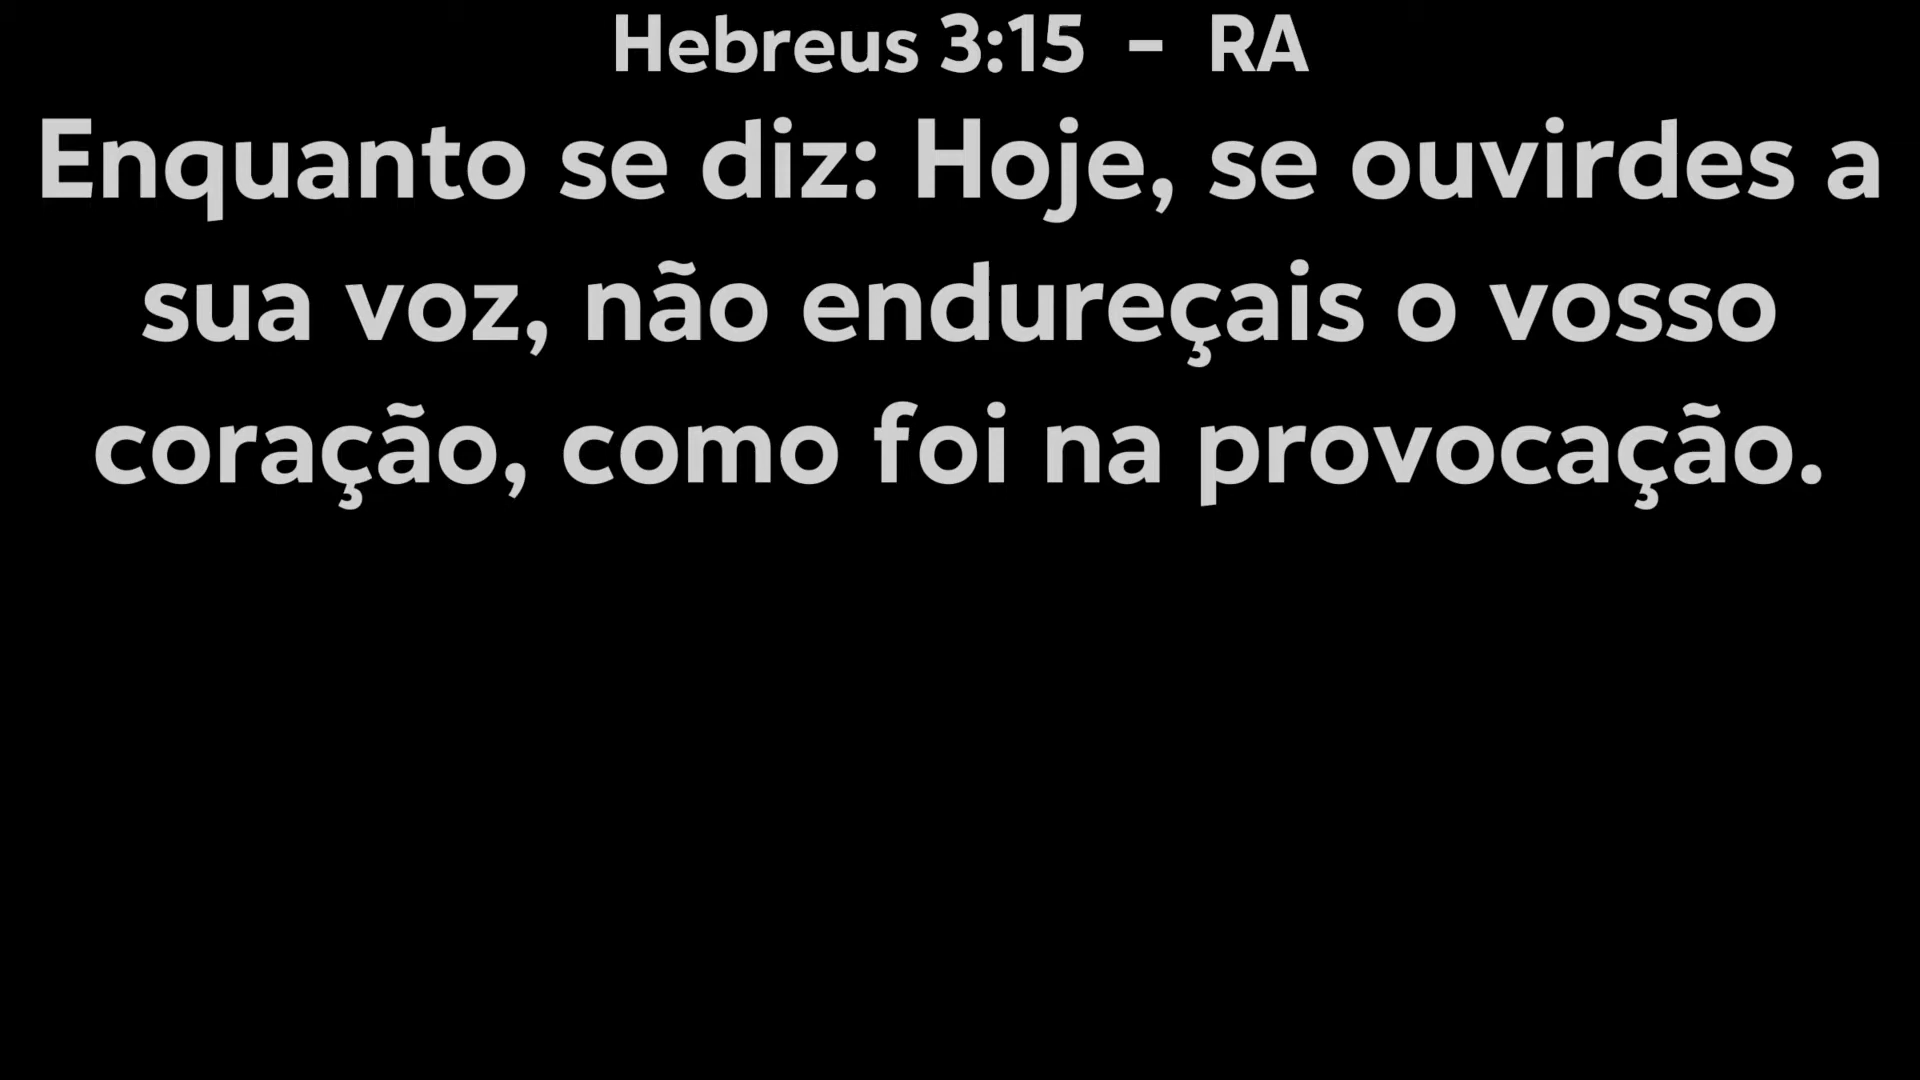 Hebreus 3:15 - RA
Enquanto se diz: Hoje, se ouvirdes a
sua voz, não endureçais o vosso
coração, como foi na provocação.